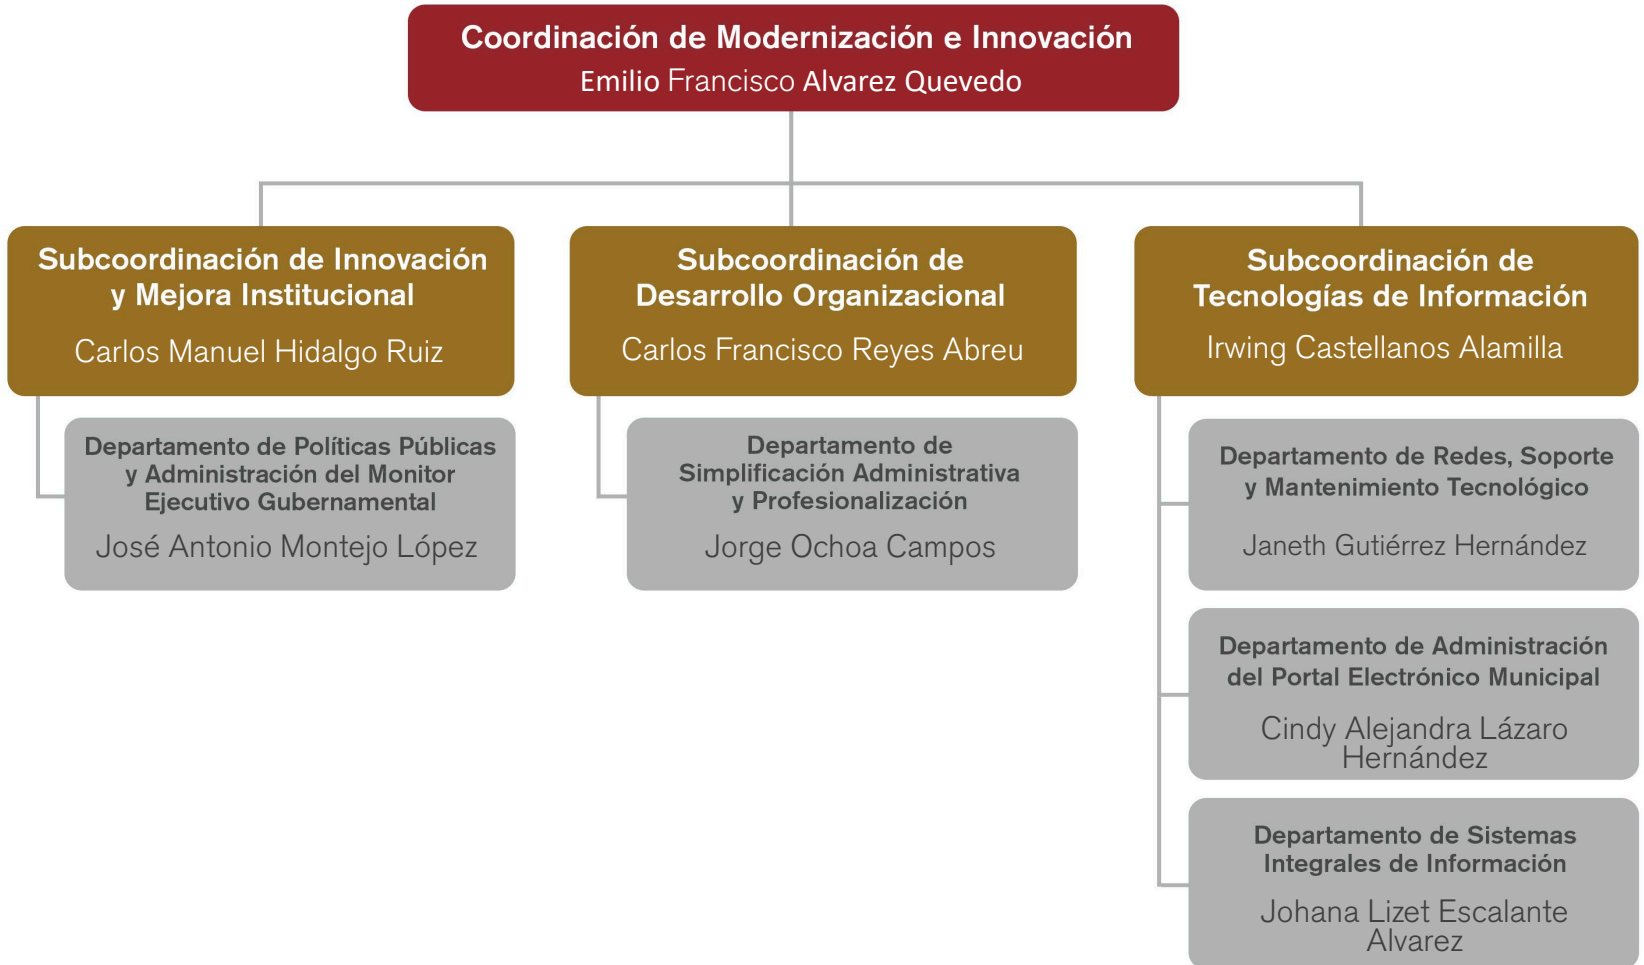 Coordinación de Modernización e Innovación
Emilio Francisco Alvarez Quevedo
Subcoordinación de Innovación
y Mejora Institucional
Carlos Manuel Hidalgo Ruiz
Departamento de Políticas Públicas
y Administración del Monitor
Ejecutivo Gubernamental
José Antonio Montejo López
Subcoordinación de
Desarrollo Organizacional
Carlos Francisco Reyes Abreu
Departamento de
Simplificación Administrativa
y Profesionalización
Jorge Ochoa Campos
Subcoordinación de
Tecnologías de Información
Irwing Castellanos Alamilla
Departamento de Redes, Soporte
y Mantenimiento Tecnológico
Janeth Gutiérrez Hernández
Departamento de Administración
del Portal Electrónico Municipal
Cindy Alejandra Lázaro
Hernández
Departamento de Sistemas
Integrales de Información
Johana Lizet Escalante
Alvarez